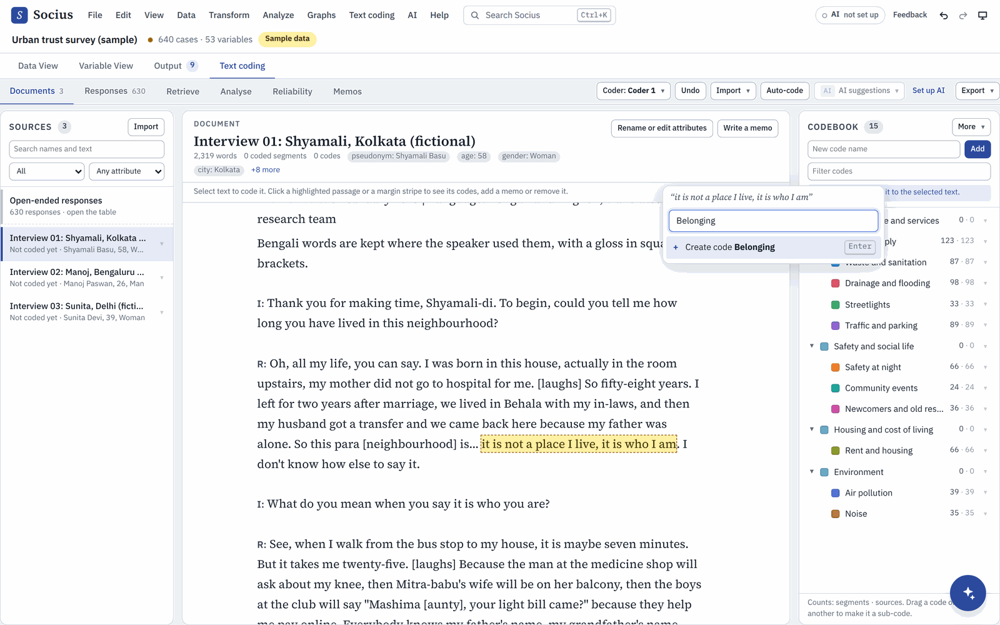 S Socius File Edit View Data Transform Analyze Graphs Text coding AI Help Search Socius Ctrl+K AI not set up Feedback
Urban trust survey (sample) 640 cases · 53 variables Sample data
Data View Variable View Output 9 Text coding
Documents 3 Responses 630 Retrieve Analyse Reliability Memos Coder: Coder 1 Undo Import Auto-code AI AI suggestions Set up AI Export
SOURCES 3 Import
Search names and text
All Any attribute
Open-ended responses
630 responses · open the table
Interview 01: Shyamali, Kolkata ...
Not coded yet · Shyamali Basu, 58, W...
Interview 02: Manoj, Bengaluru ...
Not coded yet · Manoj Paswan, 26, Man
Interview 03: Sunita, Delhi (ficti...
Not coded yet · Sunita Devi, 39, Woman
DOCUMENT
Interview 01: Shyamali, Kolkata (fictional)
Rename or edit attributes Write a memo
2,319 words 0 coded segments 0 codes pseudonym: Shyamali Basu age: 58 gender: Woman
city: Kolkata +8 more
Select text to code it. Click a highlighted passage or a margin stripe to see its codes, add a memo or remove it.
research team
Bengali words are kept where the speaker used them, with a gloss in squa
brackets.
I: Thank you for making time, Shyamali-di. To begin, could you tell me how
long you have lived in this neighbourhood?
R: Oh, all my life, you can say. I was born in this house, actually in the room
upstairs, my mother did not go to hospital for me. [laughs] So fifty-eight years. I
left for two years after marriage, we lived in Behala with my in-laws, and then
my husband got a transfer and we came back here because my father was
alone. So this para [neighbourhood] is... it is not a place I live, it is who I am. I
don't know how else to say it.
I: What do you mean when you say it is who you are?
R: See, when I walk from the bus stop to my house, it is maybe seven minutes.
But it takes me twenty-five. [laughs] Because the man at the medicine shop will
ask about my knee, then Mitra-babu's wife will be on her balcony, then the boys
at the club will say "Mashima [aunty], your light bill came?" because they help
me pay online. Everybody knows my father's name, my grandfather's name
“it is not a place I live, it is who I am”
Belonging
+ Create code Belonging Enter
CODEBOOK 15 More
New code name Add
Filter codes
it to the selected text.
e and services 0 · 0
ply 123 · 123
Waste and sanitation 87 · 87
Drainage and flooding 98 · 98
Streetlights 33 · 33
Traffic and parking 89 · 89
Safety and social life 0 · 0
Safety at night 66 · 66
Community events 24 · 24
Newcomers and old res... 36 · 36
Housing and cost of living 0 · 0
Rent and housing 66 · 66
Environment 0 · 0
Air pollution 39 · 39
Noise 35 · 35
Counts: segments · sources. Drag a code
another to make it a sub-code.